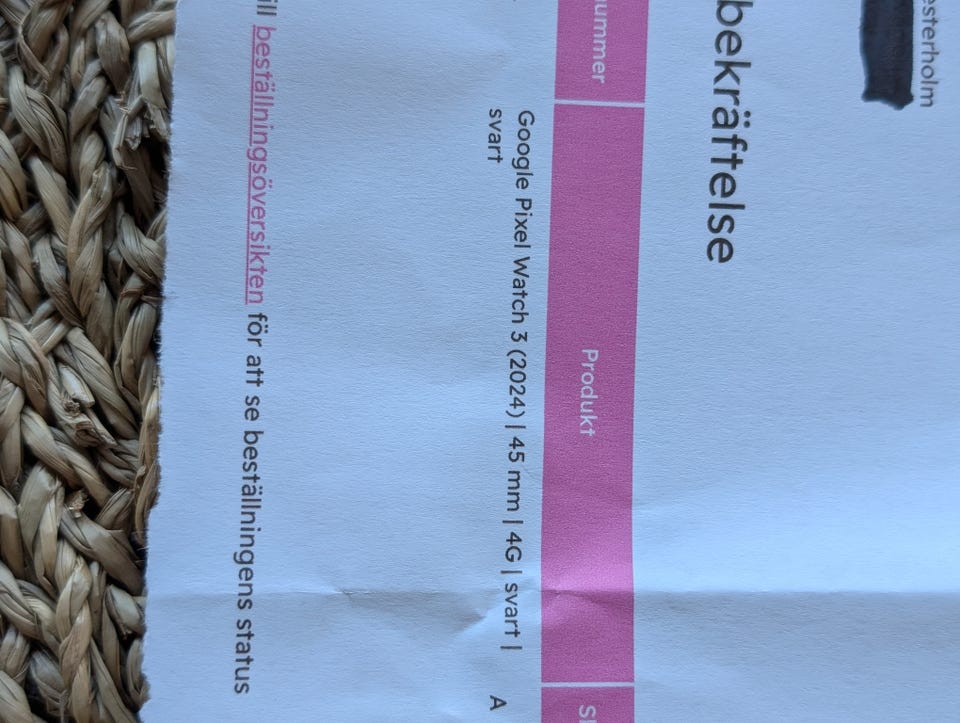 esterholm
bekräftelse
ummer Produkt
Google Pixel Watch 3 (2024) | 45 mm | 4G | svart | A
svart
ill beställningsöversikten för att se beställningens status